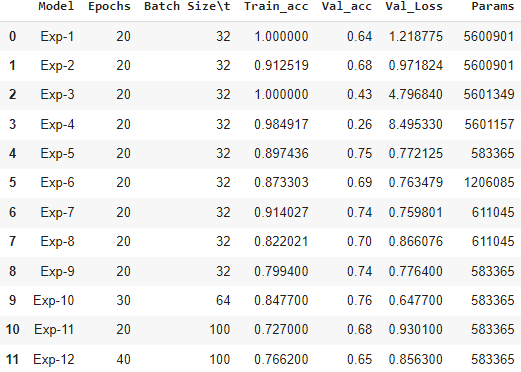 Model Epochs Batch Size\t Train_acc Val_acc Val_Loss Params
0 Exp-1 20 32 1.000000 0.64 1.218775 5600901
1 Exp-2 20 32 0.912519 0.68 0.971824 5600901
2 Exp-3 20 32 1.000000 0.43 4.796840 5601349
3 Exp-4 20 32 0.984917 0.26 8.495330 5601157
4 Exp-5 20 32 0.897436 0.75 0.772125 583365
5 Exp-6 20 32 0.873303 0.69 0.763479 1206085
6 Exp-7 20 32 0.914027 0.74 0.759801 611045
7 Exp-8 20 32 0.822021 0.70 0.866076 611045
8 Exp-9 20 32 0.799400 0.74 0.776400 583365
9 Exp-10 30 64 0.847700 0.76 0.647700 583365
10 Exp-11 20 100 0.727000 0.68 0.930100 583365
11 Exp-12 40 100 0.766200 0.65 0.856300 583365